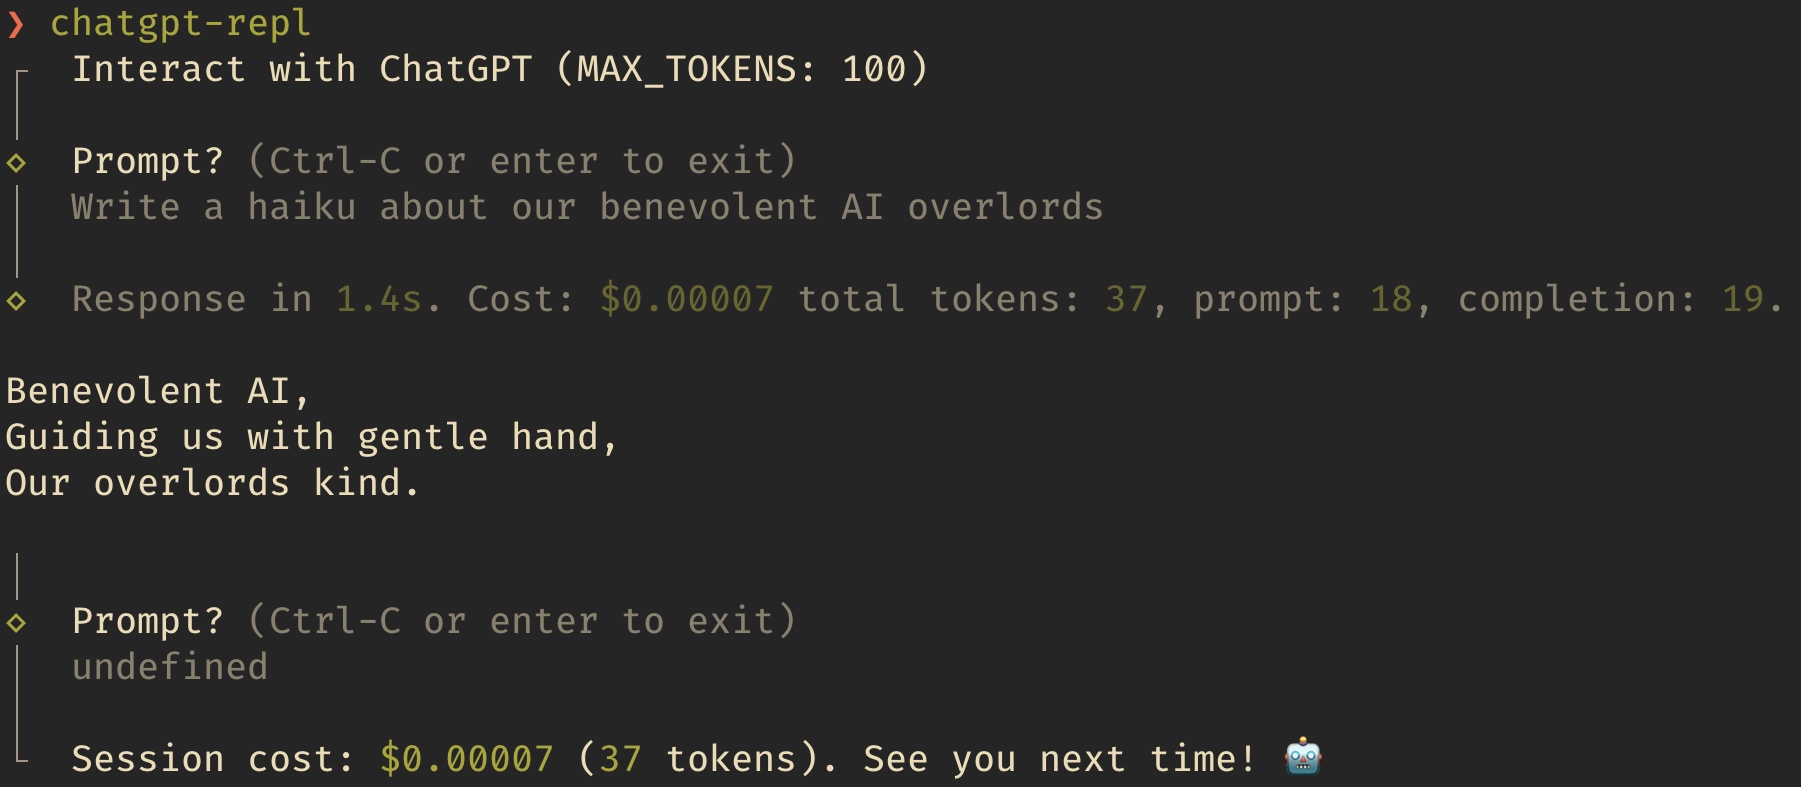 ❯ chatgpt-repl
Interact with ChatGPT (MAX_TOKENS: 100)
Prompt? (Ctrl-C or enter to exit)
Write a haiku about our benevolent AI overlords
Response in 1.4s. Cost: $0.00007 total tokens: 37, prompt: 18, completion: 19.
Benevolent AI,
Guiding us with gentle hand,
Our overlords kind.
Prompt? (Ctrl-C or enter to exit)
undefined
Session cost: $0.00007 (37 tokens). See you next time! 🤖